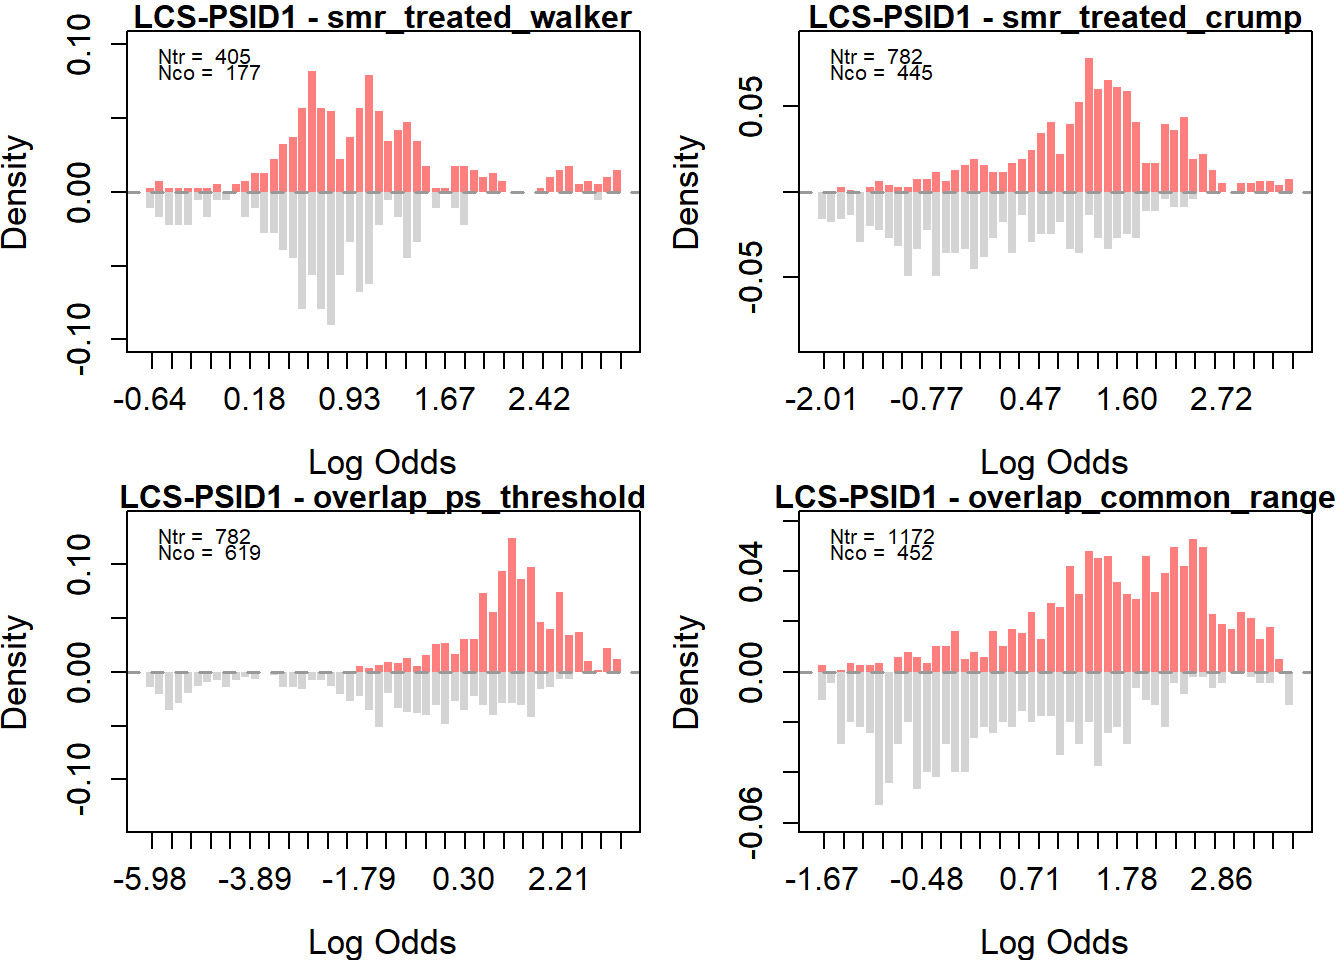 LCS-PSID1 - smr_treated_walker
Ntr = 405
Nco = 177
0.10
0.00
-0.10
Density
-0.64 0.18 0.93 1.67 2.42
Log Odds
LCS-PSID1 - smr_treated_crump
Ntr = 782
Nco = 445
0.05
-0.05
Density
-2.01 -0.77 0.47 1.60 2.72
Log Odds
LCS-PSID1 - overlap_ps_threshold
Ntr = 782
Nco = 619
0.10
0.00
-0.10
Density
-5.98 -3.89 -1.79 0.30 2.21
Log Odds
LCS-PSID1 - overlap_common_range
Ntr = 1172
Nco = 452
0.04
0.00
-0.06
Density
-1.67 -0.48 0.71 1.78 2.86
Log Odds